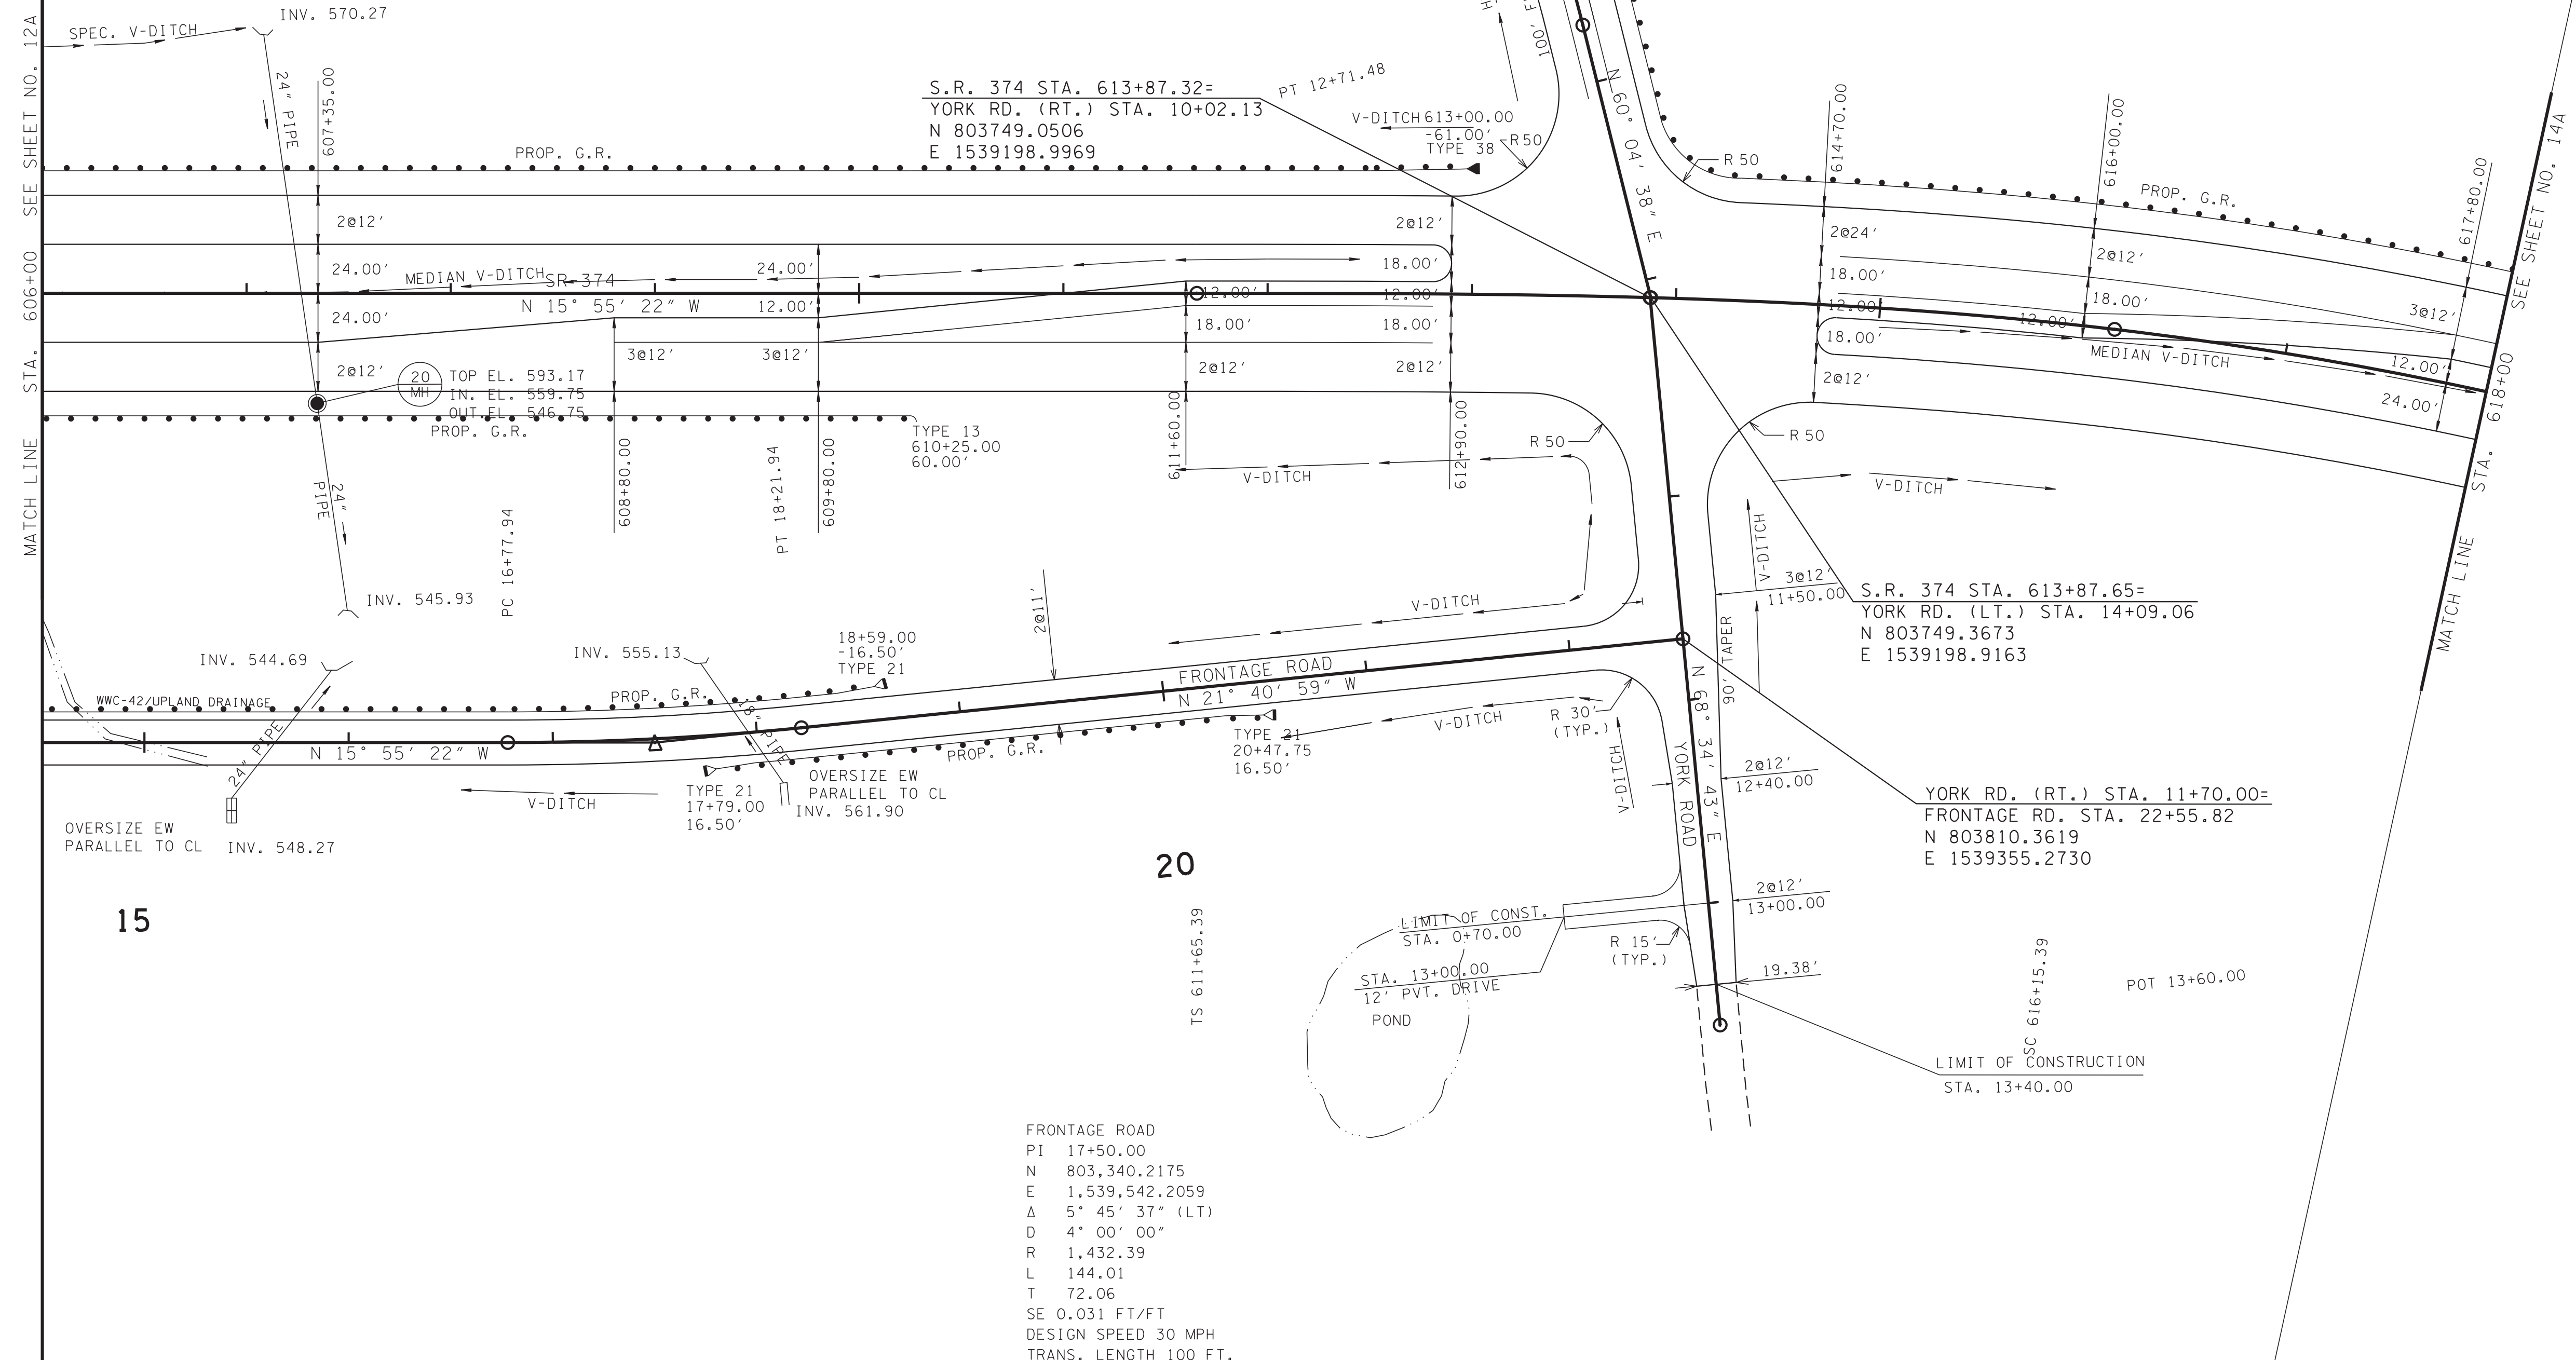 INV. 570.27
SPEC. V-DITCH
MATCH LINE STA. 606+00 SEE SHEET NO. 12A
24" PIPE
607+35.00
S.R. 374 STA. 613+87.32=
YORK RD. (RT.) STA. 10+02.13
N 803749.0506
E 1539198.9969
PT 12+71.48
100'
V-DITCH
613+00.00
-61.00'
TYPE 38
R 50
PROP. G.R.
N 60° 04' 38" E
R 50
614+70.00
616+00.00
PROP. G.R.
617+80.00
MATCH LINE STA. 618+00 SEE SHEET NO. 14A
2@12'
24.00'
24.00'
2@12'
MEDIAN V-DITCH
SR-374
N 15° 55' 22" W
24.00'
12.00'
3@12'
3@12'
12.00'
18.00'
2@12'
2@12'
18.00'
12.00'
18.00'
2@12'
2@24'
18.00'
12.00'
18.00'
2@12'
2@12'
18.00'
12.00'
3@12'
12.00'
24.00'
MEDIAN V-DITCH
20
MH
TOP EL. 593.17
IN. EL. 559.75
OUT.EL. 546.75
PROP. G.R.
TYPE 13
610+25.00
60.00'
24" PIPE
INV. 545.93
PC 16+77.94
608+80.00
PT 18+21.94
609+80.00
611+60.00
612+90.00
V-DITCH
R 50
R 50
V-DITCH
V-DITCH
3@12'
11+50.00
90' TAPER
S.R. 374 STA. 613+87.65=
YORK RD. (LT.) STA. 14+09.06
N 803749.3673
E 1539198.9163
2@11'
V-DITCH
18+59.00
-16.50'
TYPE 21
INV. 544.69
INV. 555.13
WWC-42/UPLAND DRAINAGE
PROP. G.R.
FRONTAGE ROAD
N 21° 40' 59" W
24" PIPE
N 15° 55' 22" W
18" PIPE
PROP. G.R.
TYPE 21
20+47.75
16.50'
V-DITCH
R 30'
(TYP.)
V-DITCH
YORK ROAD
N 68° 34' 43" E
2@12'
12+40.00
OVERSIZE EW
PARALLEL TO CL
INV. 561.90
V-DITCH
TYPE 21
17+79.00
16.50'
OVERSIZE EW
PARALLEL TO CL
INV. 548.27
YORK RD. (RT.) STA. 11+70.00=
FRONTAGE RD. STA. 22+55.82
N 803810.3619
E 1539355.2730
20
15
2@12'
13+00.00
LIMIT OF CONST.
STA. 0+70.00
R 15'
(TYP.)
STA. 13+00.00
12' PVT. DRIVE
POND
19.38'
TS 611+65.39
SC 616+15.39
POT 13+60.00
LIMIT OF CONSTRUCTION
STA. 13+40.00
FRONTAGE ROAD
PI 17+50.00
N 803,340.2175
E 1,539,542.2059
Δ 5° 45' 37" (LT)
D 4° 00' 00"
R 1,432.39
L 144.01
T 72.06
SE 0.031 FT/FT
DESIGN SPEED 30 MPH
TRANS. LENGTH 100 FT.